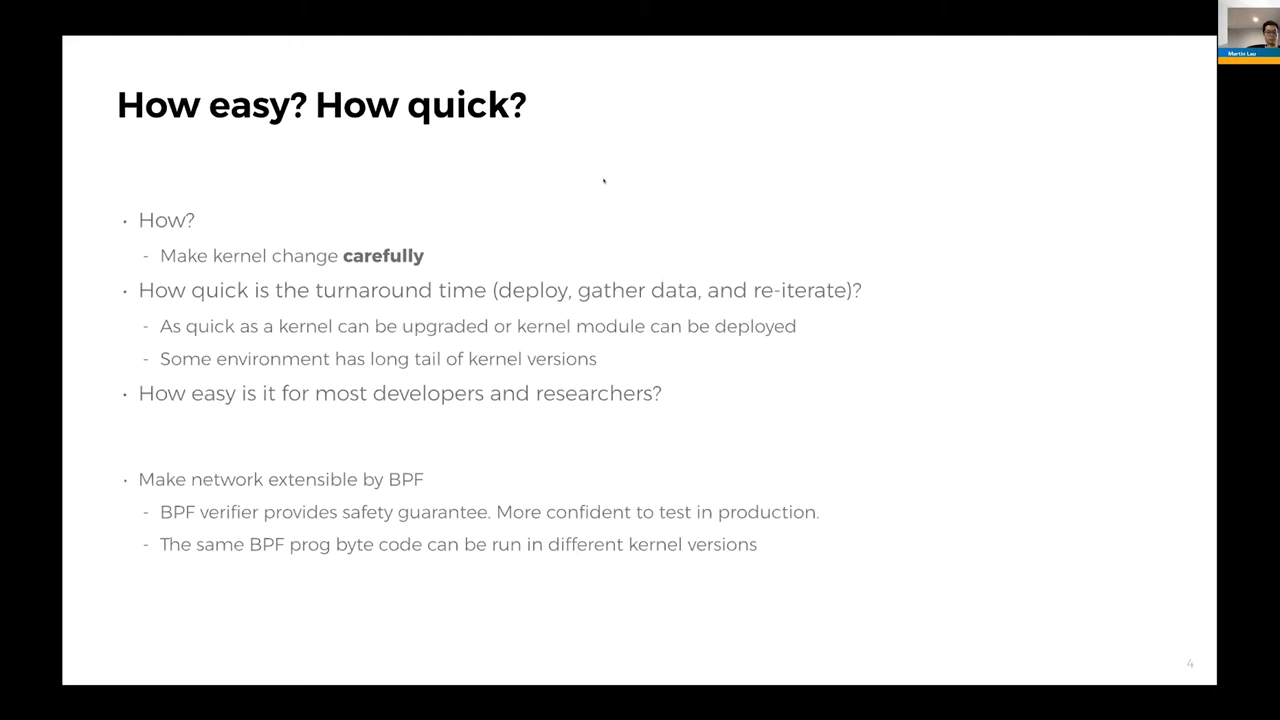 How easy? How quick?
• How?
- Make kernel change carefully
• How quick is the turnaround time (deploy, gather data, and re-iterate)?
- As quick as a kernel can be upgraded or kernel module can be deployed
- Some environment has long tail of kernel versions
• How easy is it for most developers and researchers?
• Make network extensible by BPF
- BPF verifier provides safety guarantee. More confident to test in production.
- The same BPF prog byte code can be run in different kernel versions
4
Martin Lau